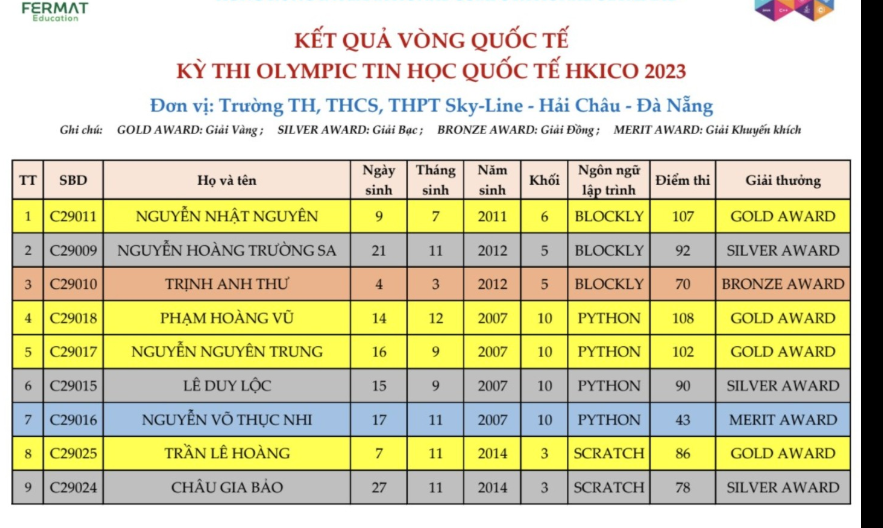 FERMAT
Education
KẾT QUẢ VÒNG QUỐC TẾ
KỲ THI OLYMPIC TIN HỌC QUỐC TẾ HKICO 2023
Đơn vị: Trường TH, THCS, THPT Sky-Line - Hải Châu - Đà Nẵng
Ghi chú: GOLD AWARD: Giải Vàng ; SILVER AWARD: Giải Bạc ; BRONZE AWARD: Giải Đồng ; MERIT AWARD: Giải Khuyến khích
TT SBD Họ và tên Ngày sinh Tháng sinh Năm sinh Khối Ngôn ngữ lập trình Điểm thi Giải thưởng
1 C29011 NGUYỄN NHẬT NGUYÊN 9 7 2011 6 BLOCKLY 107 GOLD AWARD
2 C29009 NGUYỄN HOÀNG TRƯỜNG SA 21 11 2012 5 BLOCKLY 92 SILVER AWARD
3 C29010 TRỊNH ANH THƯ 4 3 2012 5 BLOCKLY 70 BRONZE AWARD
4 C29018 PHẠM HOÀNG VŨ 14 12 2007 10 PYTHON 108 GOLD AWARD
5 C29017 NGUYỄN NGUYÊN TRUNG 16 9 2007 10 PYTHON 102 GOLD AWARD
6 C29015 LÊ DUY LỘC 15 9 2007 10 PYTHON 90 SILVER AWARD
7 C29016 NGUYỄN VÕ THỤC NHI 17 11 2007 10 PYTHON 43 MERIT AWARD
8 C29025 TRẦN LÊ HOÀNG 7 11 2014 3 SCRATCH 86 GOLD AWARD
9 C29024 CHÂU GIA BẢO 27 11 2014 3 SCRATCH 78 SILVER AWARD